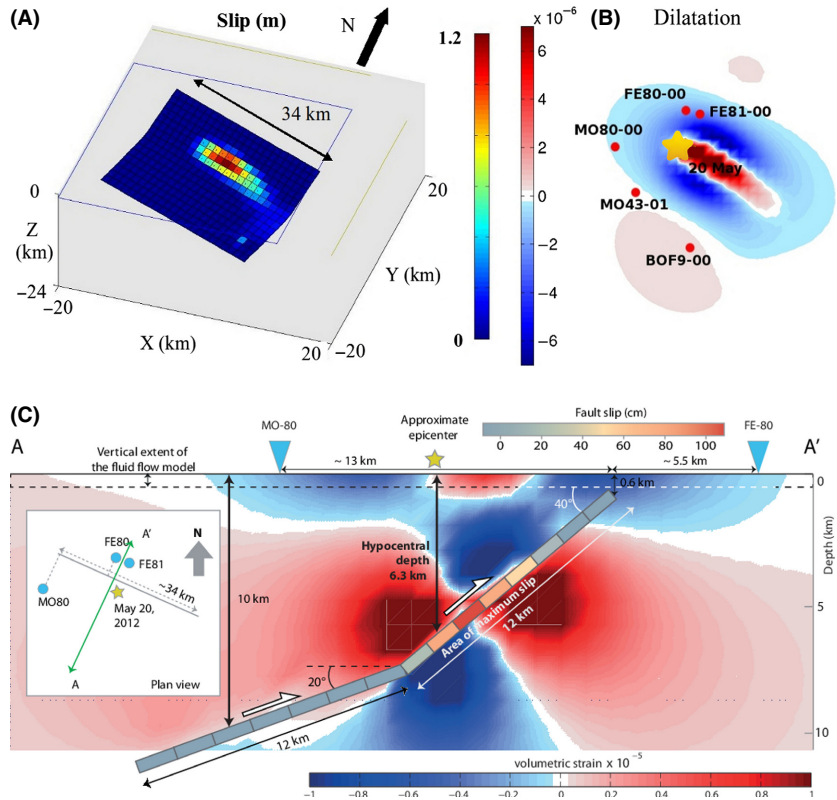 (A)
Slip (m)
N
34 km
0
Z
(km)
−24
−20
X (km)
20
−20
Y (km)
20
1.2
0
x 10⁻⁶
6
4
2
0
−2
−4
−6
(B)
Dilatation
FE80-00
FE81-00
MO80-00
20 May
MO43-01
BOF9-00
(C)
A
MO-80
Approximate
epicenter
Fault slip (cm)
0 20 40 60 80 100
FE-80
A’
Vertical extent of
the fluid flow model
~ 13 km
~ 5.5 km
0.6 km
40°
Hypocentral
depth
6.3 km
10 km
Area of maximum slip
12 km
20°
12 km
N
A’
FE80
FE81
~34 km
MO80
May 20,
2012
A
Plan view
0
Depth (km)
5
10
volumetric strain x 10⁻⁵
−1 −0.8 −0.6 −0.4 −0.2 0 0.2 0.4 0.6 0.8 1